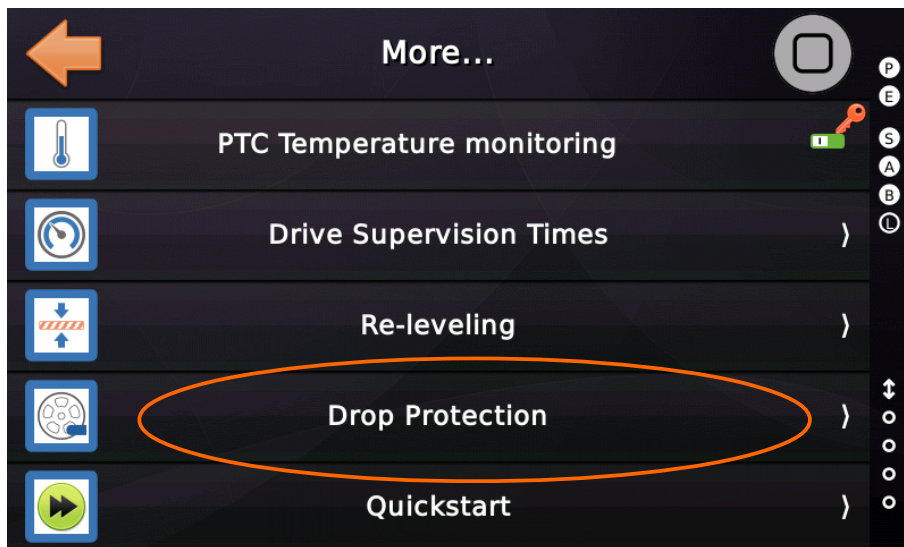 More...
PTC Temperature monitoring
Drive Supervision Times
Re-leveling
Drop Protection
Quickstart
P
E
S
A
B
L